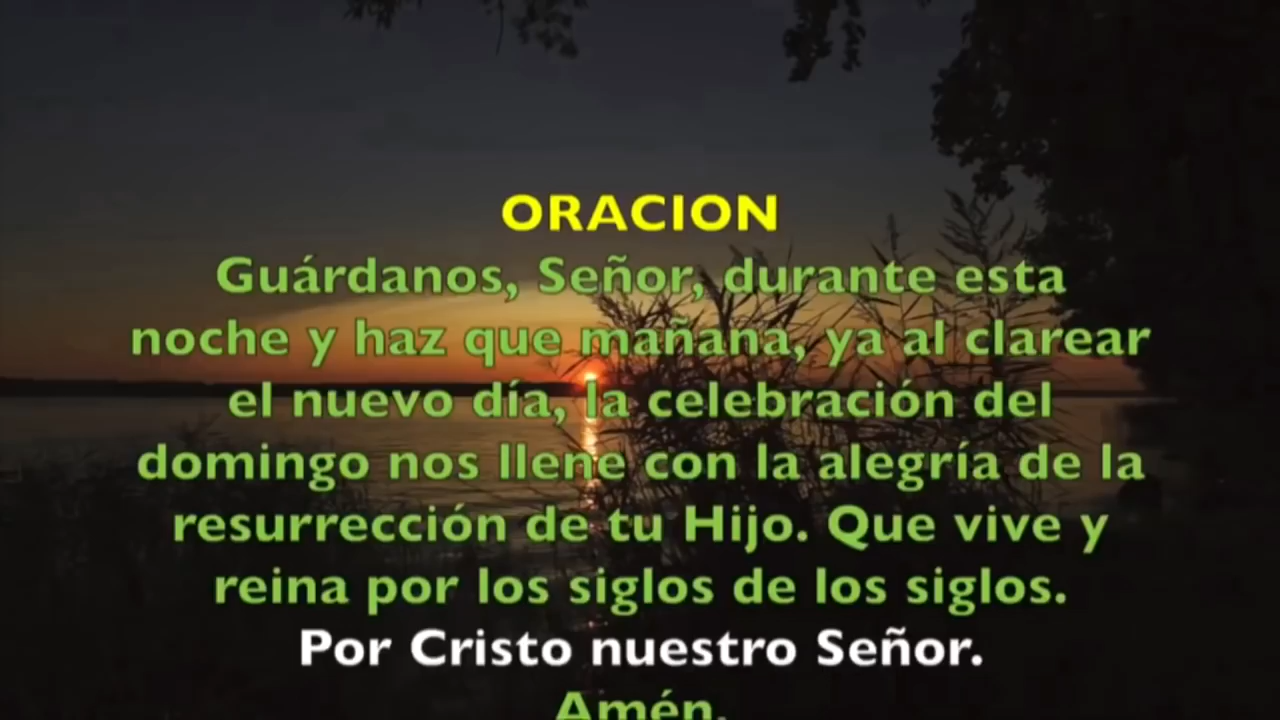 ORACION
Guárdanos, Señor, durante esta
noche y haz que mañana, ya al clarear
el nuevo día, la celebración del
domingo nos llene con la alegría de la
resurrección de tu Hijo. Que vive y
reina por los siglos de los siglos.
Por Cristo nuestro Señor.
Amén.